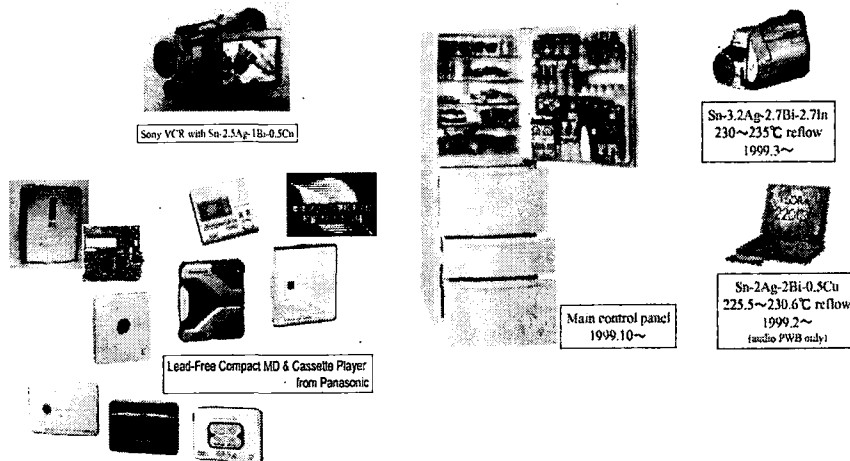 Sony VCR with Sn-2.5Ag-1Bi-0.5Cu
Lead-Free Compact MD & Cassette Player
from Panasonic
Main control panel
1999.10～
Sn-3.2Ag-2.7Bi-2.7In
230～235℃ reflow
1999.3～
Sn-2Ag-2Bi-0.5Cu
225.5～230.6℃ reflow
1999.2～
(audio PWB only)